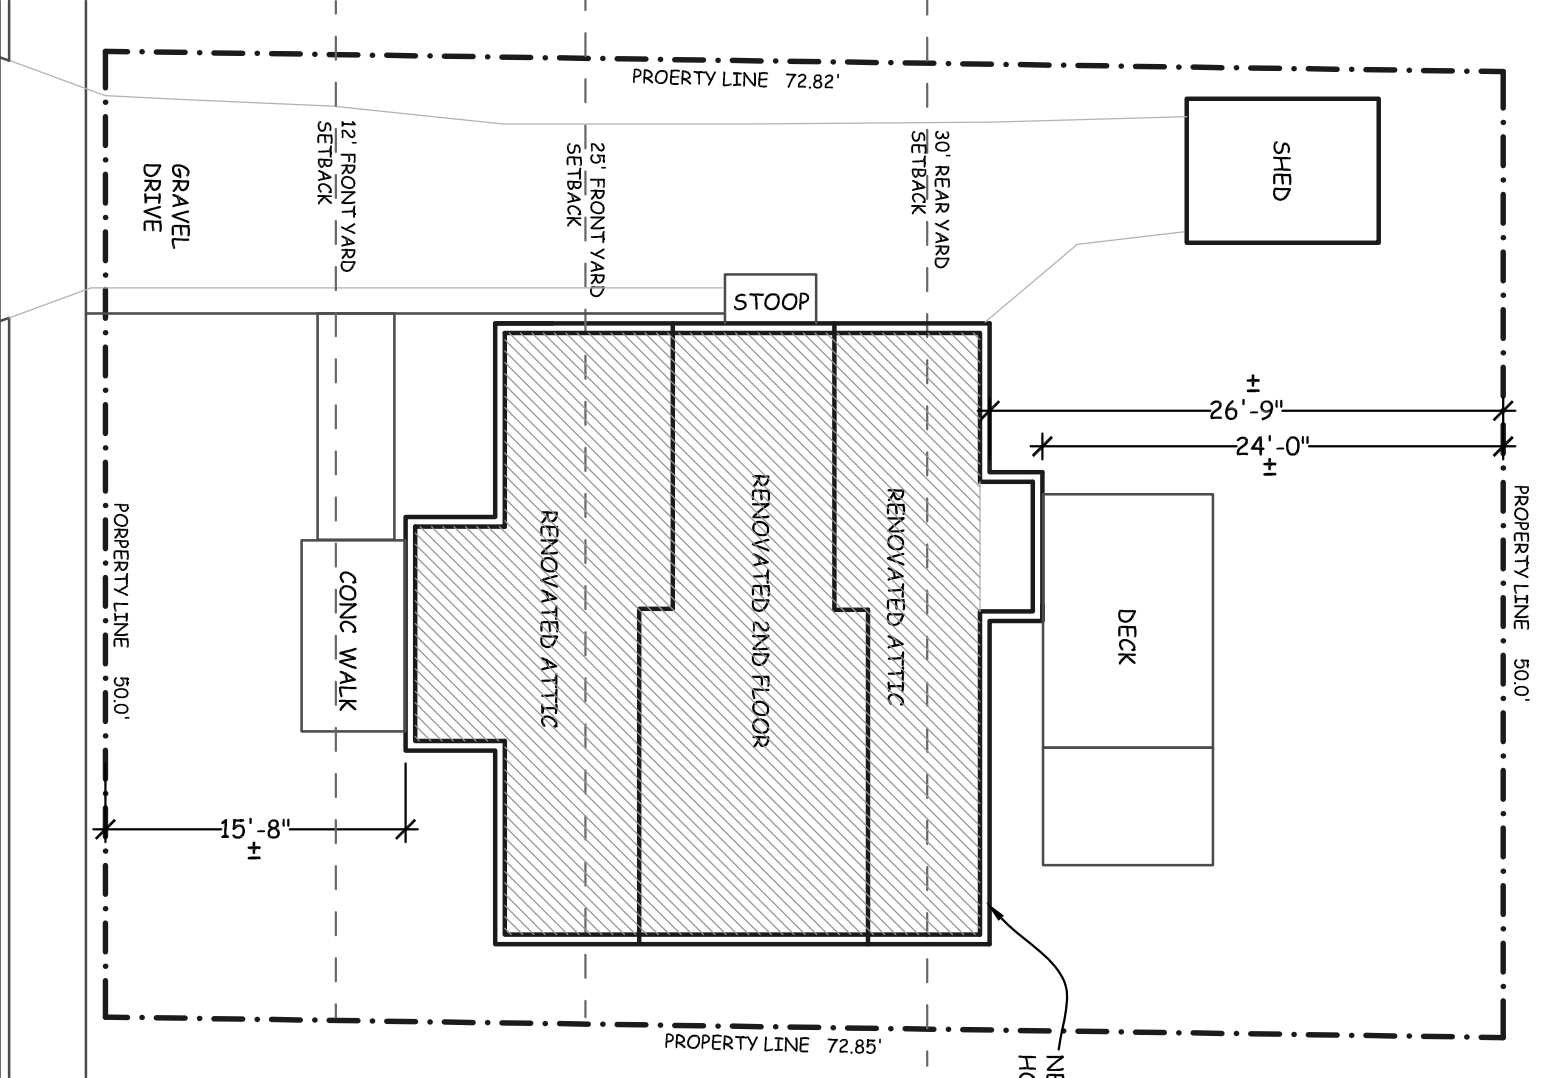 PROERTY LINE 72.82'
GRAVEL
DRIVE
12' FRONT YARD
SETBACK
25' FRONT YARD
SETBACK
30' REAR YARD
SETBACK
SHED
STOOP
±
26'-9"
24'-0"
±
PORPERTY LINE 50.0'
CONC WALK
RENOVATED ATTIC
RENOVATED 2ND FLOOR
RENOVATED ATTIC
DECK
PROPERTY LINE 50.0'
15'-8"
±
PROPERTY LINE 72.85'